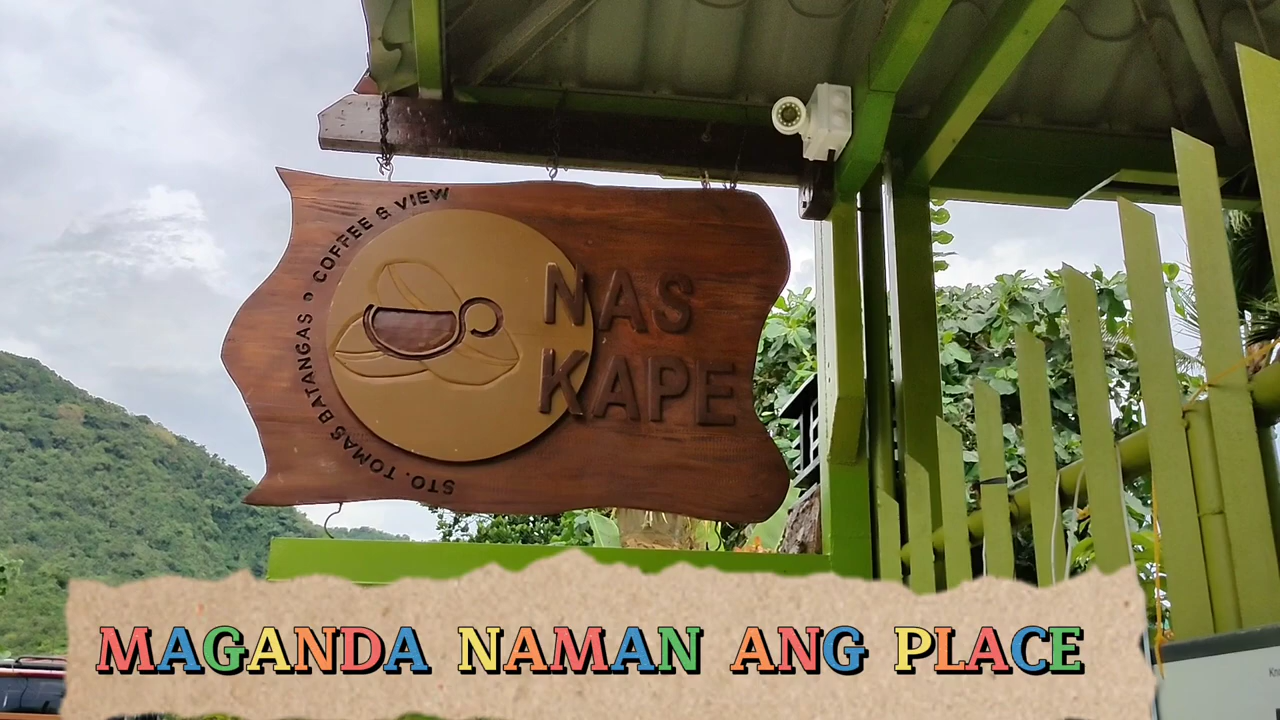 STO. TOMAS BATANGAS • COFFEE & VIEW
NAS
KAPE
MAGANDA NAMAN ANG PLACE